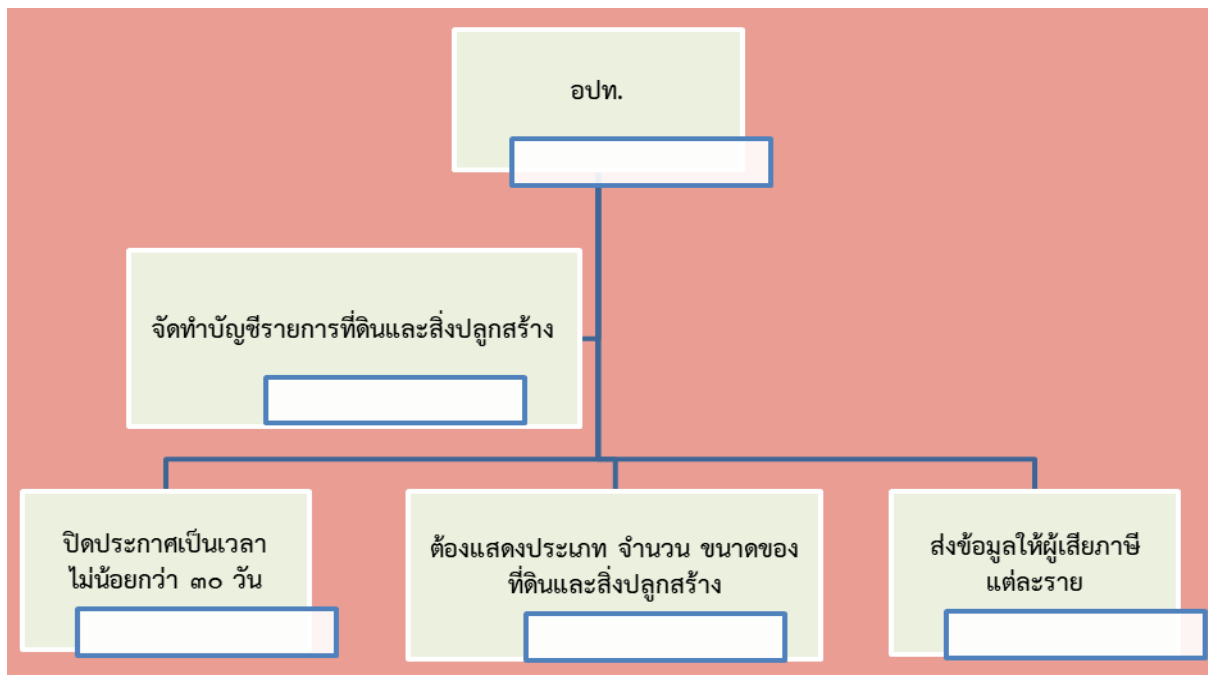 อปท.
จัดทำบัญชีรายการที่ดินและสิ่งปลูกสร้าง
ปิดประกาศเป็นเวลา
ไม่น้อยกว่า ๓๐ วัน
ต้องแสดงประเภท จำนวน ขนาดของ
ที่ดินและสิ่งปลูกสร้าง
ส่งข้อมูลให้ผู้เสียภาษี
แต่ละราย